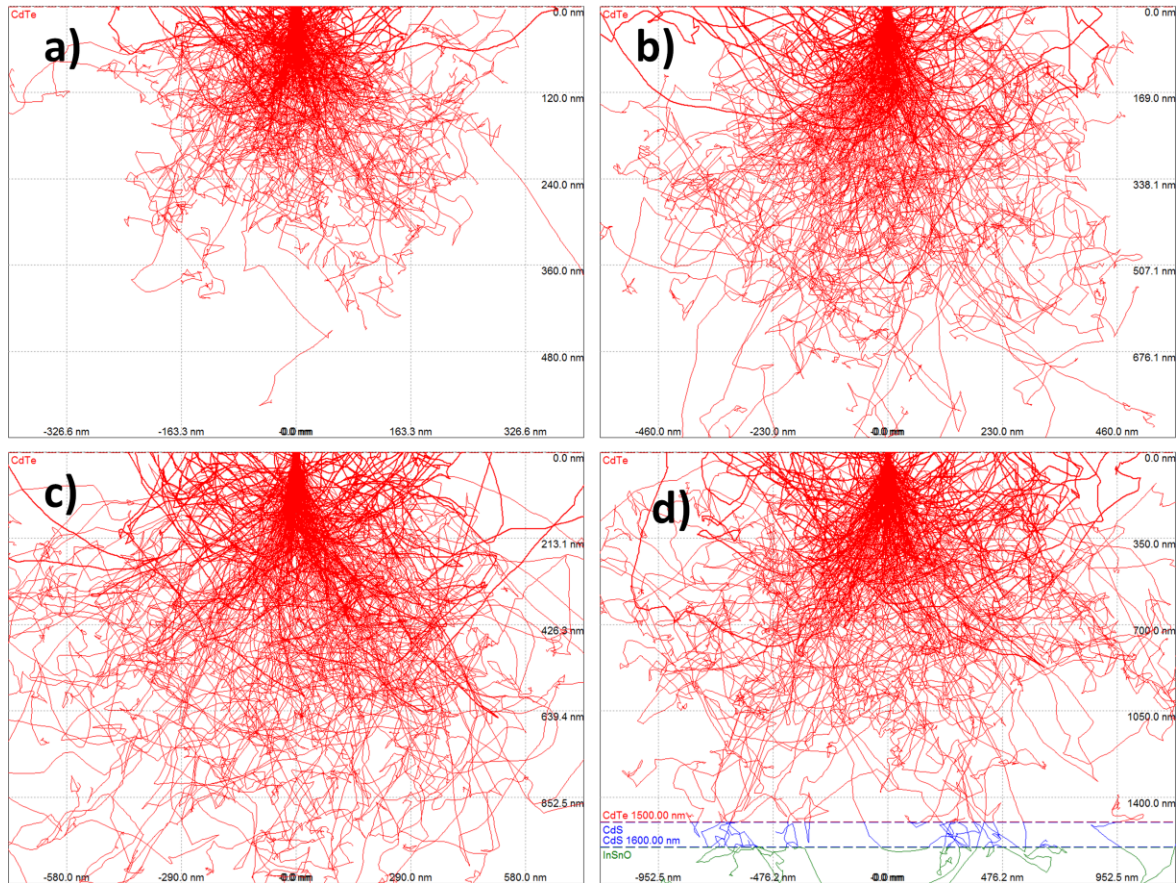 CdTe
a)
0.0 nm
120.0 nm
240.0 nm
360.0 nm
480.0 nm
-326.6 nm -163.3 nm 163.3 nm 326.6 nm
CdTe
b)
0.0 nm
169.0 nm
338.1 nm
507.1 nm
676.1 nm
-460.0 nm -230.0 nm 230.0 nm 460.0 nm
CdTe
c)
0.0 nm
213.1 nm
426.3 nm
639.4 nm
852.5 nm
-580.0 nm -290.0 nm 290.0 nm 580.0 nm
CdTe
d)
0.0 nm
350.0 nm
700.0 nm
1050.0 nm
1400.0 nm
CdTe 1500.00 nm
CdS
CdS 1600.00 nm
InSnO
-952.5 nm -476.2 nm 476.2 nm 952.5 nm